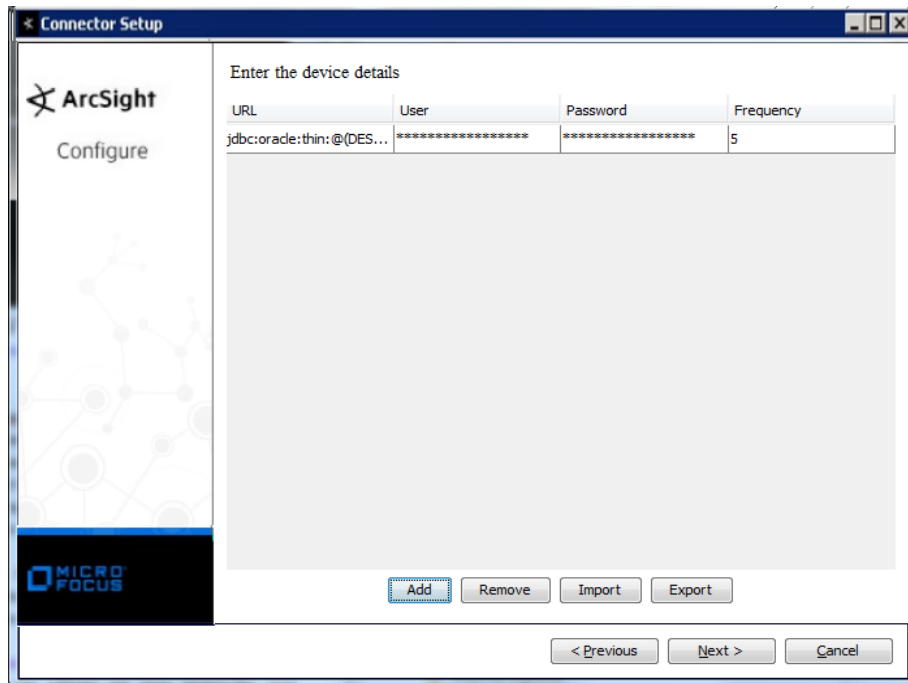 Connector Setup
ArcSight
Configure
Enter the device details
URL User Password Frequency
jdbc:oracle:thin:@(DES... ***************** ***************** 5
Add Remove Import Export
MICRO
FOCUS
< Previous Next > Cancel